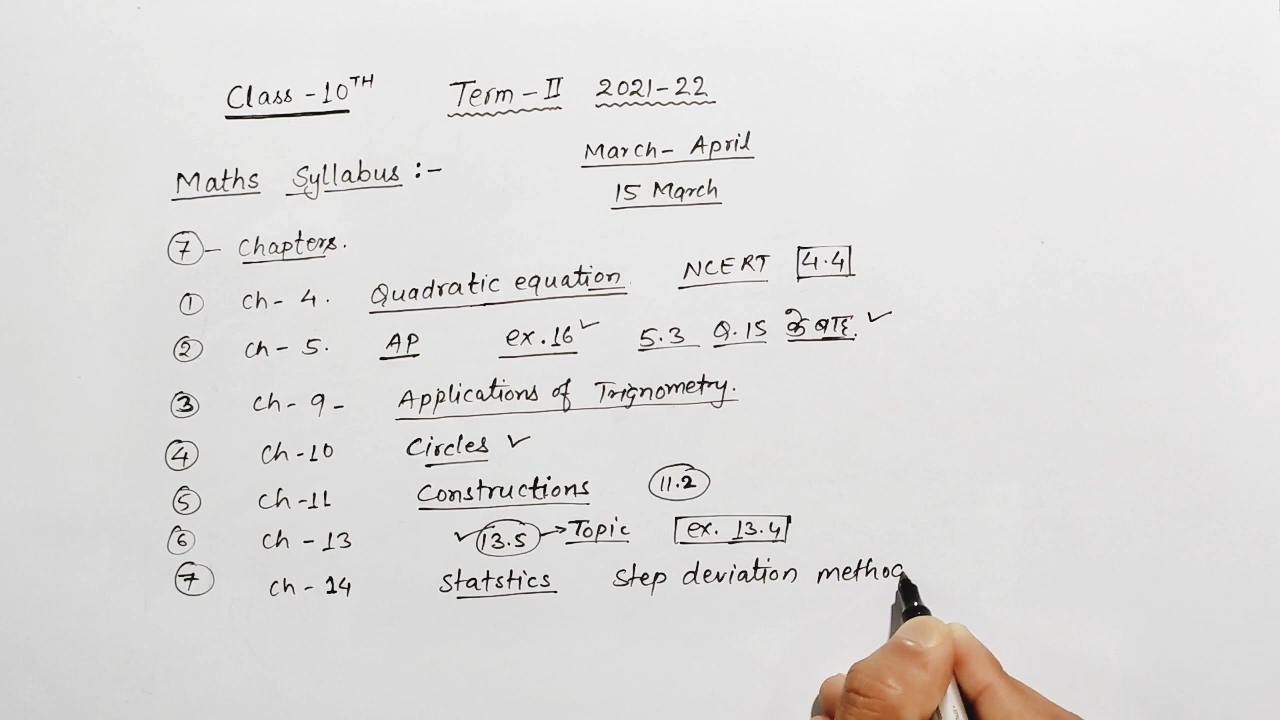 Class - 10TH Term - II 2021-22
March - April
Maths Syllabus :-
15 March
7 - Chapters.
1 Ch - 4. Quadratic equation NCERT 4.4
2 Ch - 5. AP ex. 16 ✓ 5.3 Q. 15 के बाद ✓
3 Ch - 9 - Applications of Trignometry.
4 Ch - 10 Circles ✓
5 Ch - 11 Constructions 11.2
6 Ch - 13 ✓ 13.5 → Topic ex. 13.4
7 Ch - 14 Statstics Step deviation method